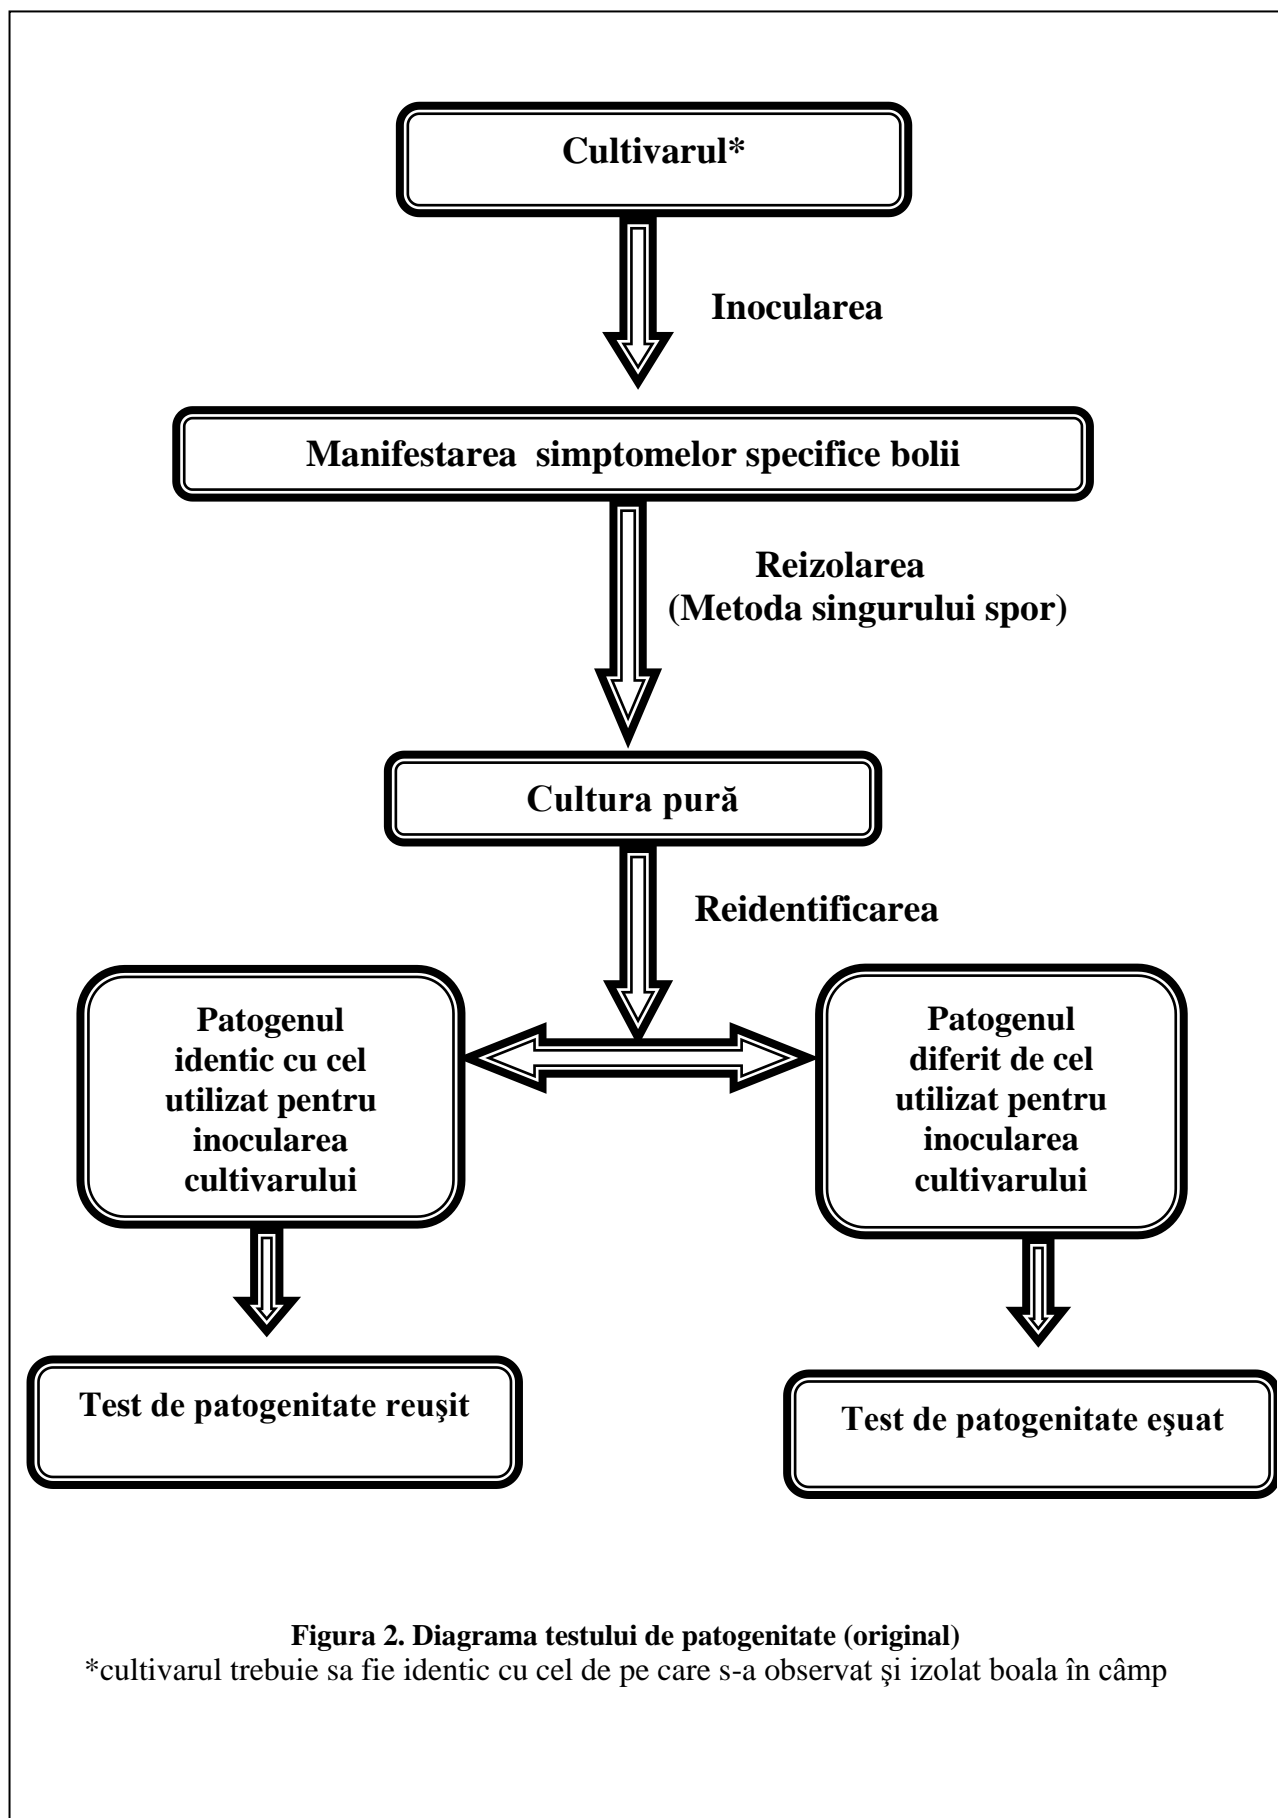 Cultivarul*
Inocularea
Manifestarea simptomelor specifice bolii
Reizolarea
(Metoda singurului spor)
Cultura pură
Reidentificarea
Patogenul
identic cu cel
utilizat pentru
inocularea
cultivarului
Patogenul
diferit de cel
utilizat pentru
inocularea
cultivarului
Test de patogenitate reuşit
Test de patogenitate eşuat
Figura 2. Diagrama testului de patogenitate (original)
*cultivarul trebuie sa fie identic cu cel de pe care s-a observat şi izolat boala în câmp